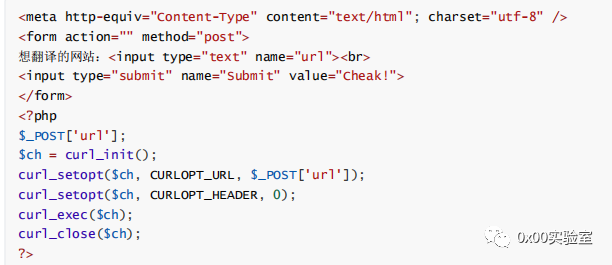 <meta http-equiv="Content-Type" content="text/html"; charset="utf-8" />
<form action="" method="post">
想翻译的网站：<input type="text" name="url"><br>
<input type="submit" name="Submit" value="Cheak!">
</form>
<?php
$_POST['url'];
$ch = curl_init();
curl_setopt($ch, CURLOPT_URL, $_POST['url']);
curl_setopt($ch, CURLOPT_HEADER, 0);
curl_exec($ch);
curl_close($ch);
?>
0x00实验室